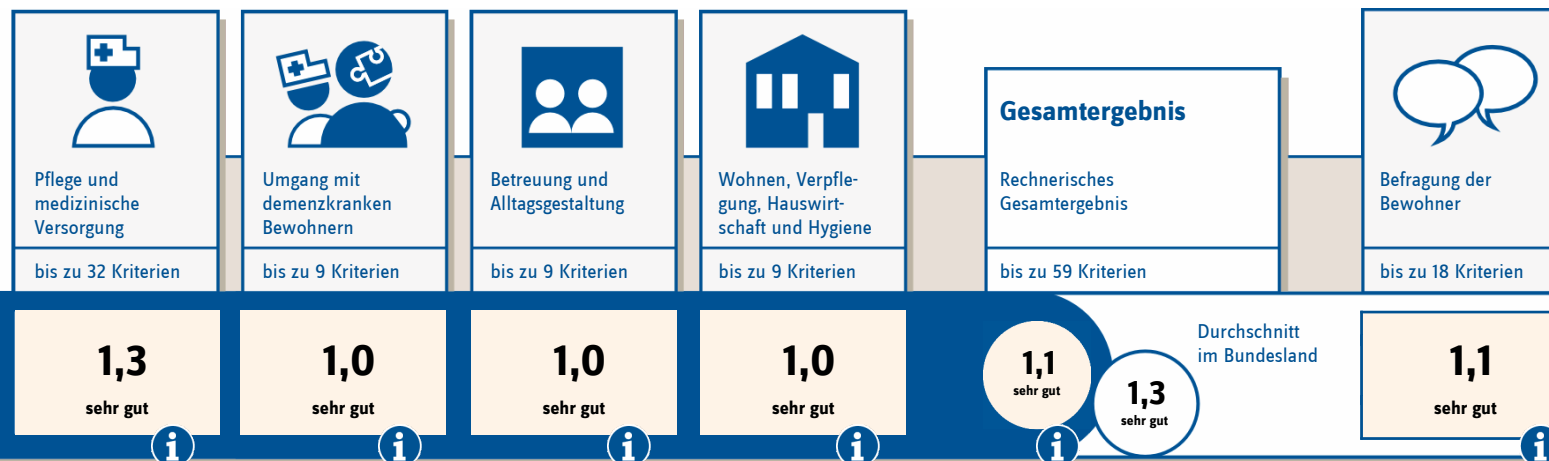 Pflege und
medizinische
Versorgung
bis zu 32 Kriterien
1,3
sehr gut
Umgang mit
demenzkranken
Bewohnern
bis zu 9 Kriterien
1,0
sehr gut
Betreuung und
Alltagsgestaltung
bis zu 9 Kriterien
1,0
sehr gut
Wohnen, Verpfle-
gung, Hauswirt-
schaft und Hygiene
bis zu 9 Kriterien
1,0
sehr gut
Gesamtergebnis
Rechnerisches
Gesamtergebnis
bis zu 59 Kriterien
1,1
sehr gut
1,3
sehr gut
Durchschnitt
im Bundesland
Befragung der
Bewohner
bis zu 18 Kriterien
1,1
sehr gut